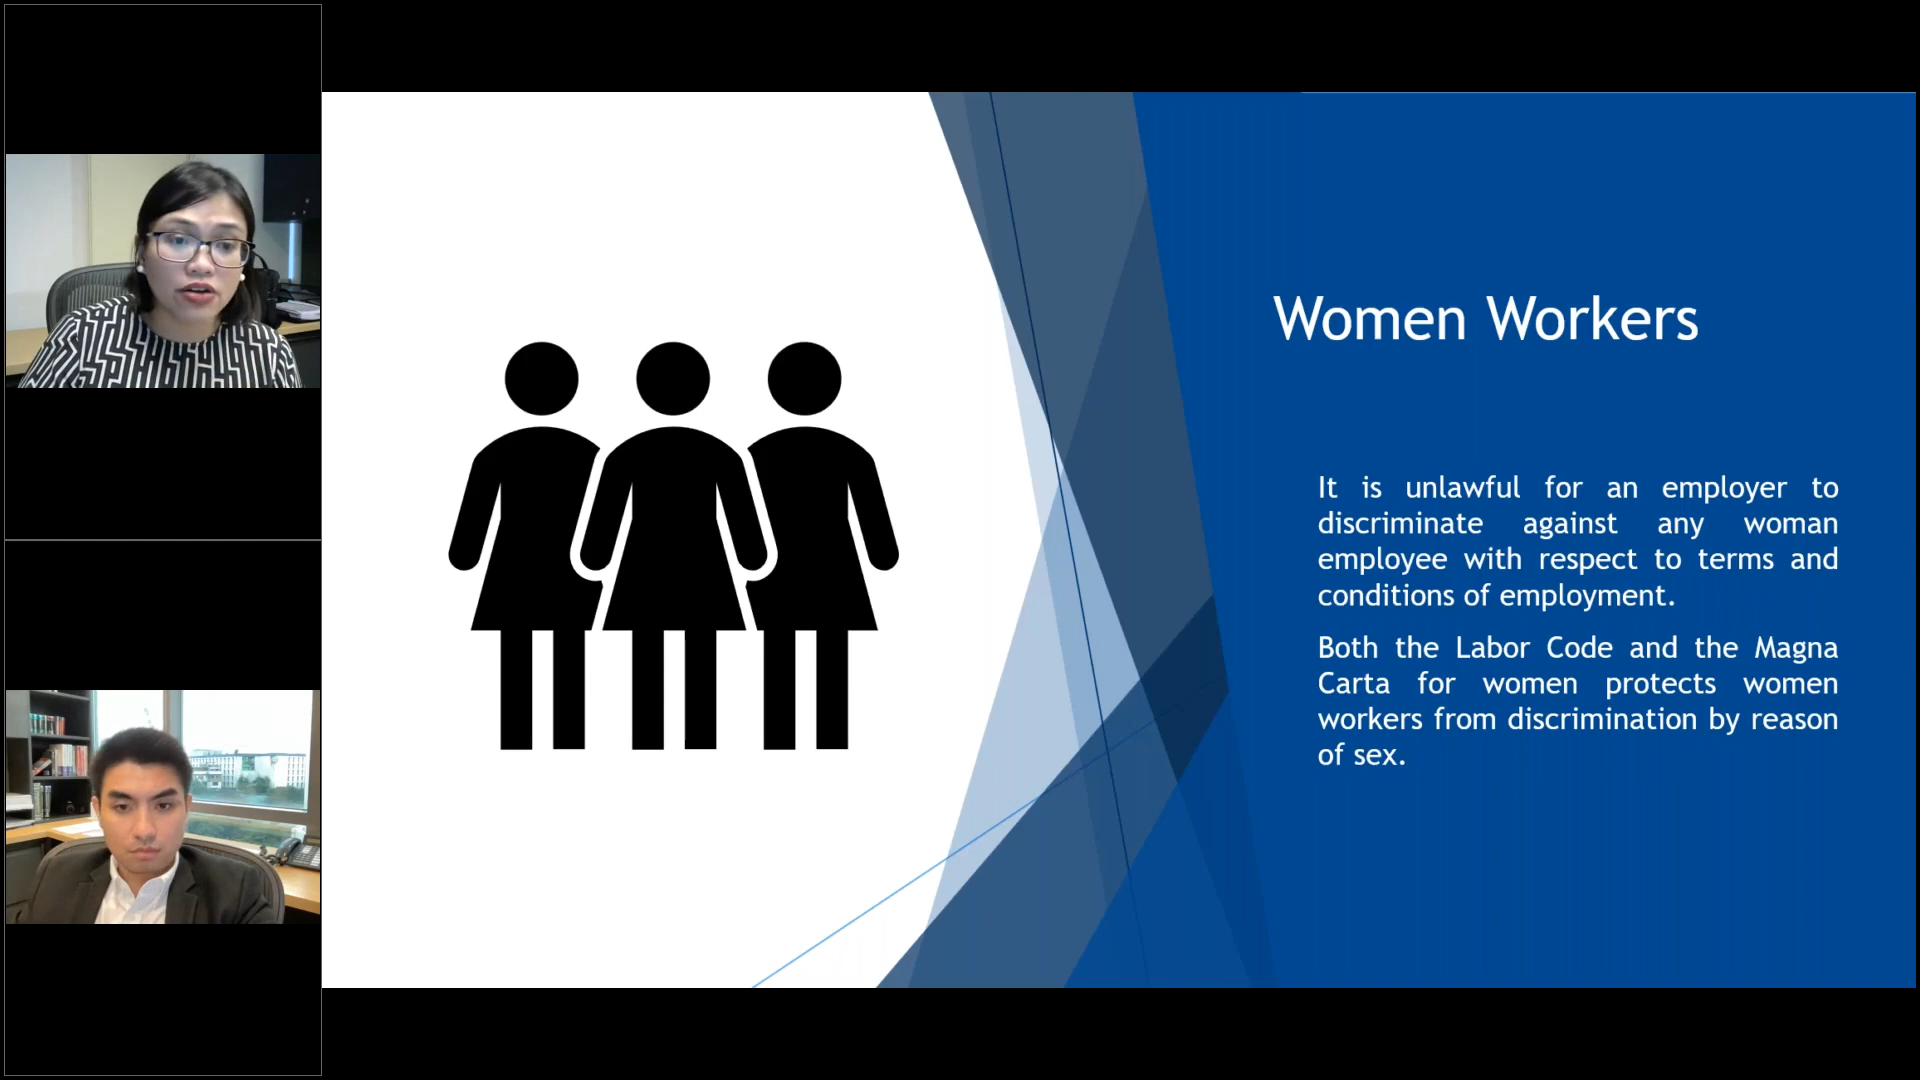 Women Workers
It is unlawful for an employer to
discriminate against any woman
employee with respect to terms and
conditions of employment.
Both the Labor Code and the Magna
Carta for women protects women
workers from discrimination by reason
of sex.